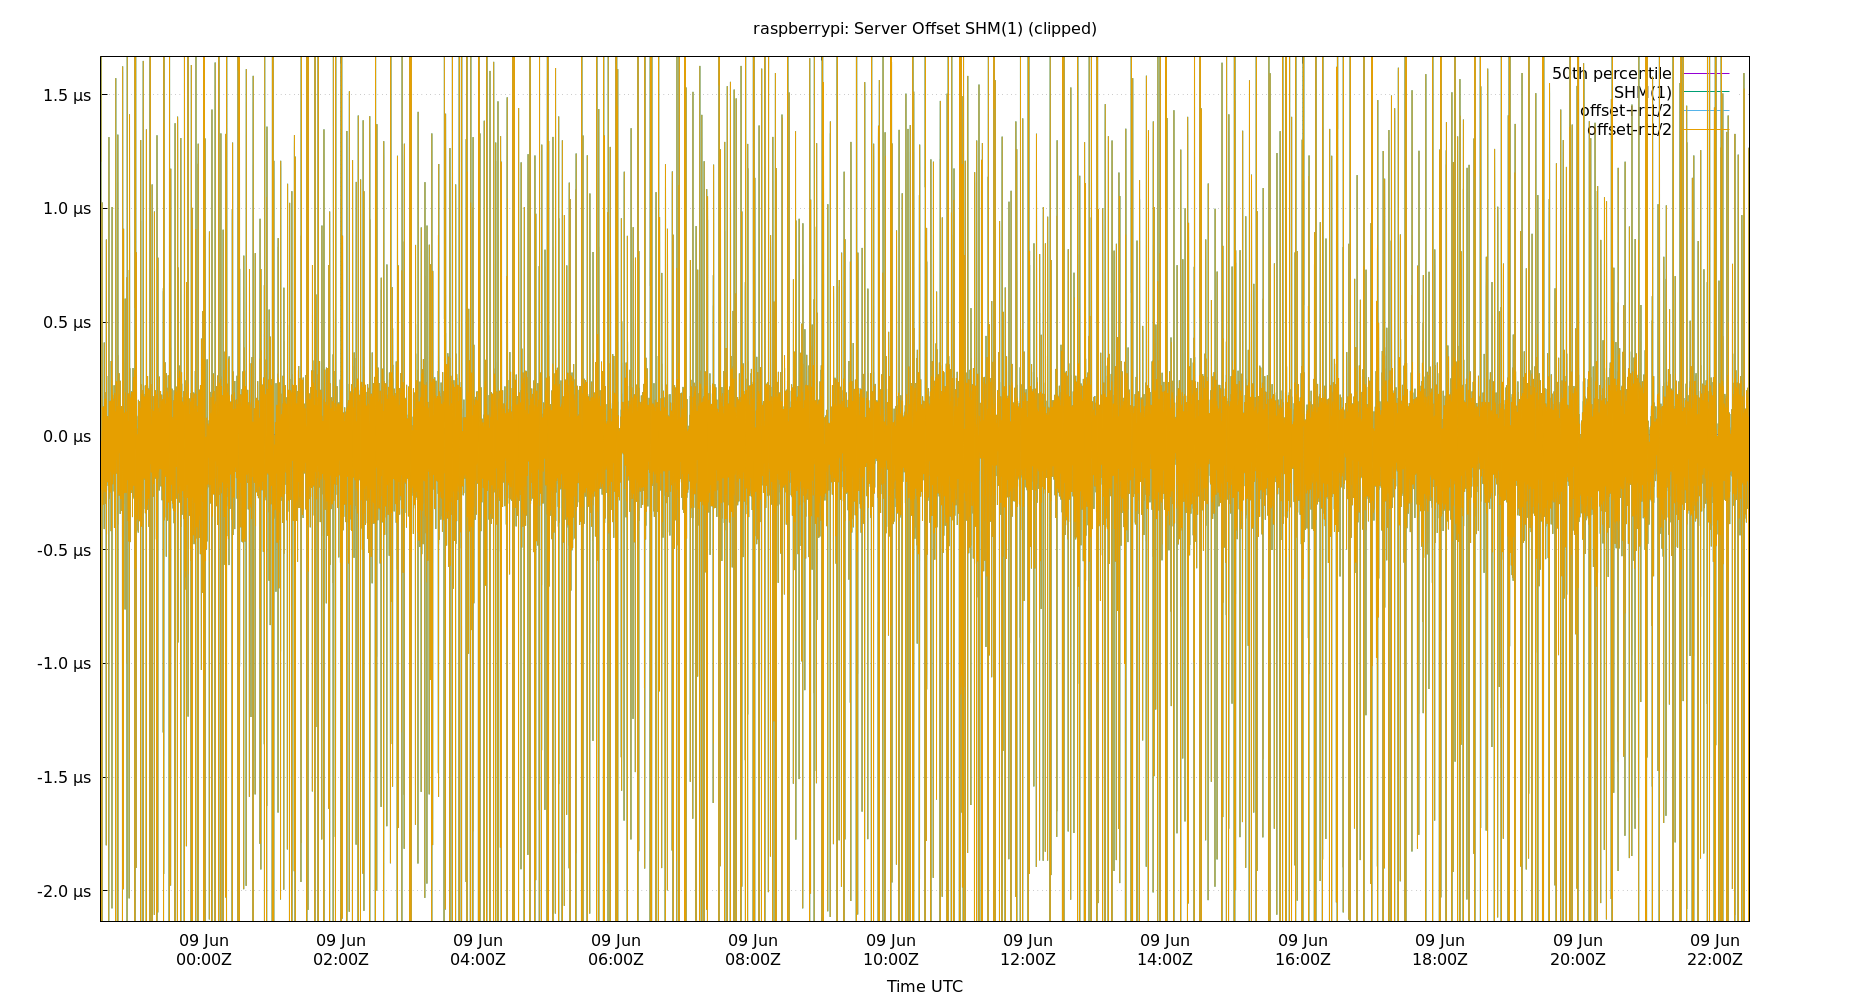 raspberrypi: Server Offset SHM(1) (clipped)
50th percentile
SHM(1)
offset+rtt/2
offset-rtt/2
1.5 µs
1.0 µs
0.5 µs
0.0 µs
-0.5 µs
-1.0 µs
-1.5 µs
-2.0 µs
09 Jun 09 Jun 09 Jun 09 Jun 09 Jun 09 Jun 09 Jun 09 Jun 09 Jun 09 Jun 09 Jun 09 Jun
00:00Z 02:00Z 04:00Z 06:00Z 08:00Z 10:00Z 12:00Z 14:00Z 16:00Z 18:00Z 20:00Z 22:00Z
Time UTC